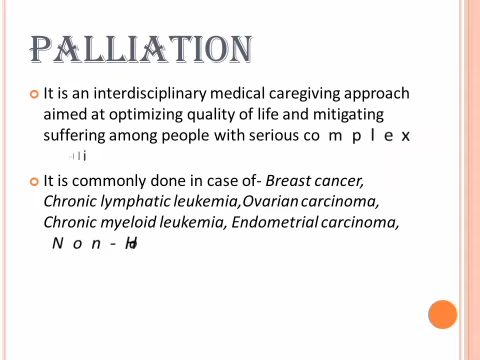 PALLIATION
It is an interdisciplinary medical caregiving approach
aimed at optimizing quality of life and mitigating
suffering among people with serious complex
It is commonly done in case of- Breast cancer,
Chronic lymphatic leukemia,Ovarian carcinoma,
Chronic myeloid leukemia, Endometrial carcinoma,
Non-